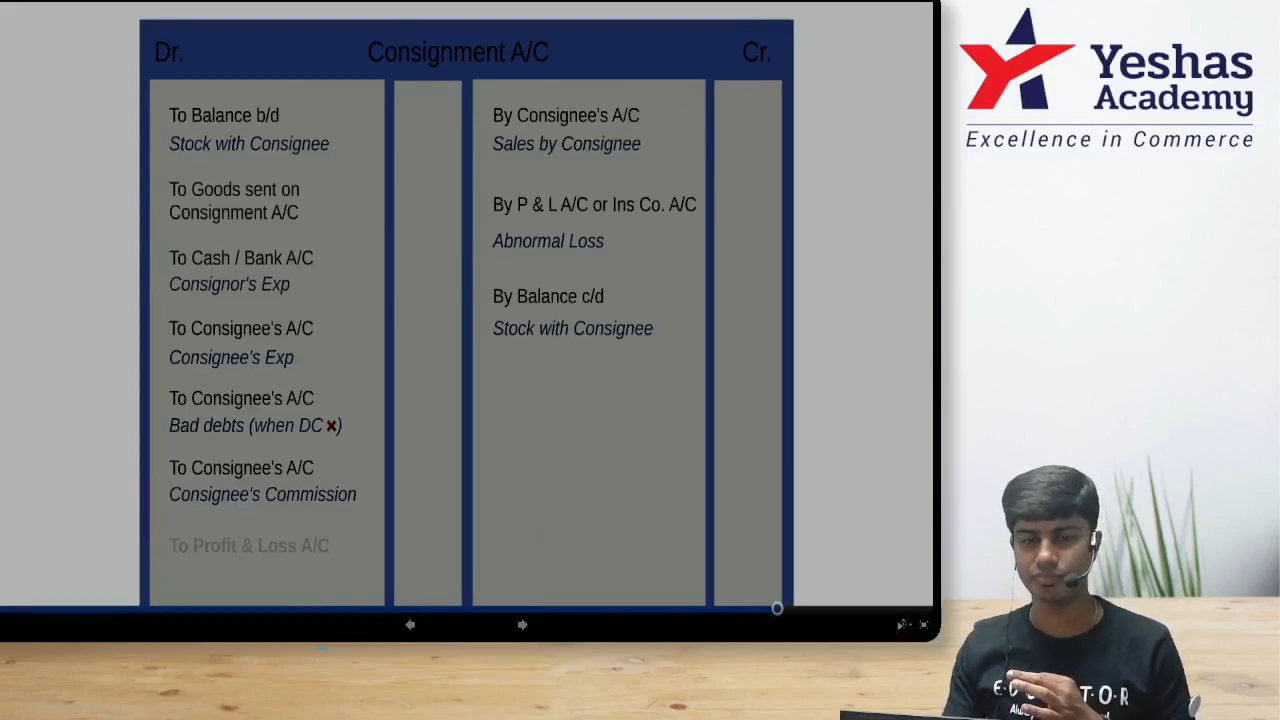 Dr. Consignment A/C Cr.
To Balance b/d
Stock with Consignee
To Goods sent on
Consignment A/C
To Cash / Bank A/C
Consignor's Exp
To Consignee's A/C
Consignee's Exp
To Consignee's A/C
Bad debts (when DC ×)
To Consignee's A/C
Consignee's Commission
To Profit & Loss A/C
By Consignee's A/C
Sales by Consignee
By P & L A/C or Ins Co. A/C
Abnormal Loss
By Balance c/d
Stock with Consignee
Yeshas
Academy
Excellence in Commerce